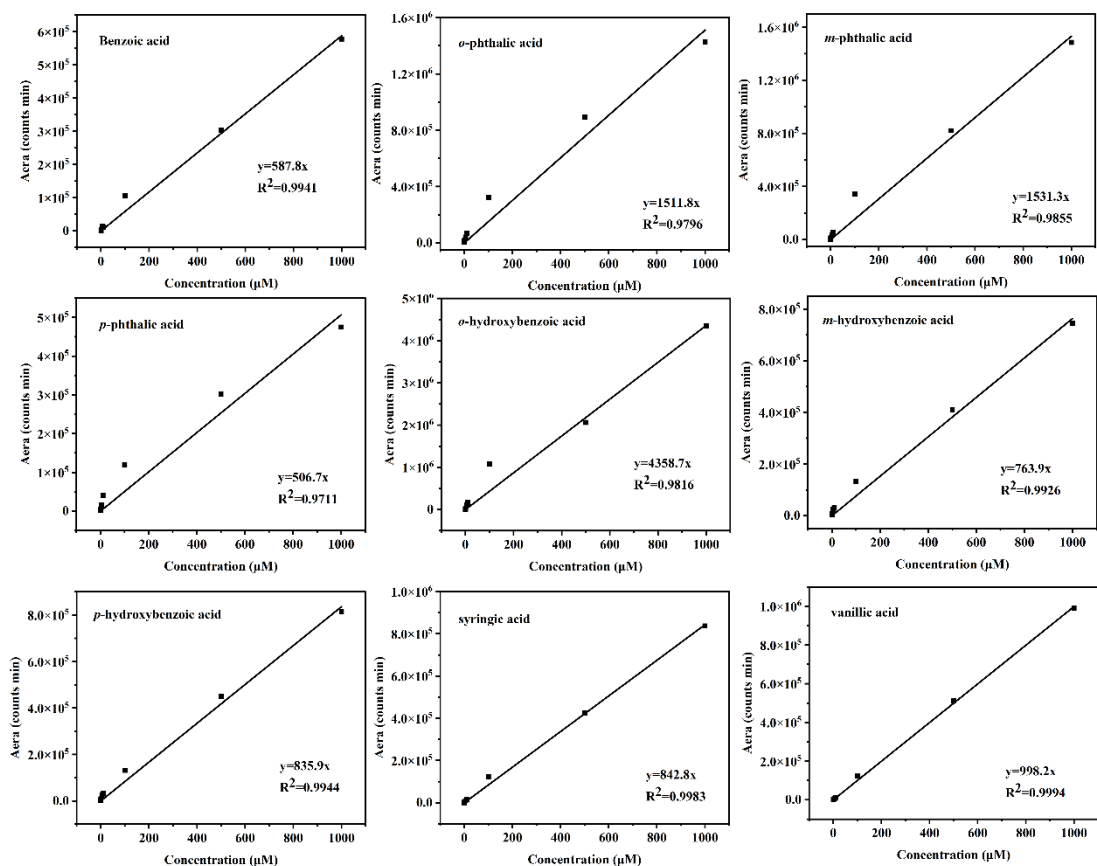 Benzoic acid
6×10⁵
5×10⁵
4×10⁵
3×10⁵
2×10⁵
1×10⁵
0
Aera (counts min)
y=587.8x
R²=0.9941
0 200 400 600 800 1000
Concentration (μM)
o-phthalic acid
1.6×10⁶
1.2×10⁶
8.0×10⁵
4.0×10⁵
0.0
Aera (counts min)
y=1511.8x
R²=0.9796
0 200 400 600 800 1000
Concentration (μM)
m-phthalic acid
1.6×10⁶
1.2×10⁶
8.0×10⁵
4.0×10⁵
0.0
Aera (counts min)
y=1531.3x
R²=0.9855
0 200 400 600 800 1000
Concentration (μM)
p-phthalic acid
5×10⁵
4×10⁵
3×10⁵
2×10⁵
1×10⁵
0
Aera (counts min)
y=506.7x
R²=0.9711
0 200 400 600 800 1000
Concentration (μM)
o-hydroxybenzoic acid
5×10⁶
4×10⁶
3×10⁶
2×10⁶
1×10⁶
0
Aera (counts min)
y=4358.7x
R²=0.9816
0 200 400 600 800 1000
Concentration (μM)
m-hydroxybenzoic acid
8.0×10⁵
6.0×10⁵
4.0×10⁵
2.0×10⁵
0.0
Aera (counts min)
y=763.9x
R²=0.9926
0 200 400 600 800 1000
Concentration (μM)
p-hydroxybenzoic acid
8.0×10⁵
6.0×10⁵
4.0×10⁵
2.0×10⁵
0.0
Aera (counts min)
y=835.9x
R²=0.9944
0 200 400 600 800 1000
Concentration (μM)
syringic acid
1.0×10⁶
8.0×10⁵
6.0×10⁵
4.0×10⁵
2.0×10⁵
0.0
Aera (counts min)
y=842.8x
R²=0.9983
0 200 400 600 800 1000
Concentration (μM)
vanillic acid
1.0×10⁶
8.0×10⁵
6.0×10⁵
4.0×10⁵
2.0×10⁵
0.0
Aera (counts min)
y=998.2x
R²=0.9994
0 200 400 600 800 1000
Concentration (μM)